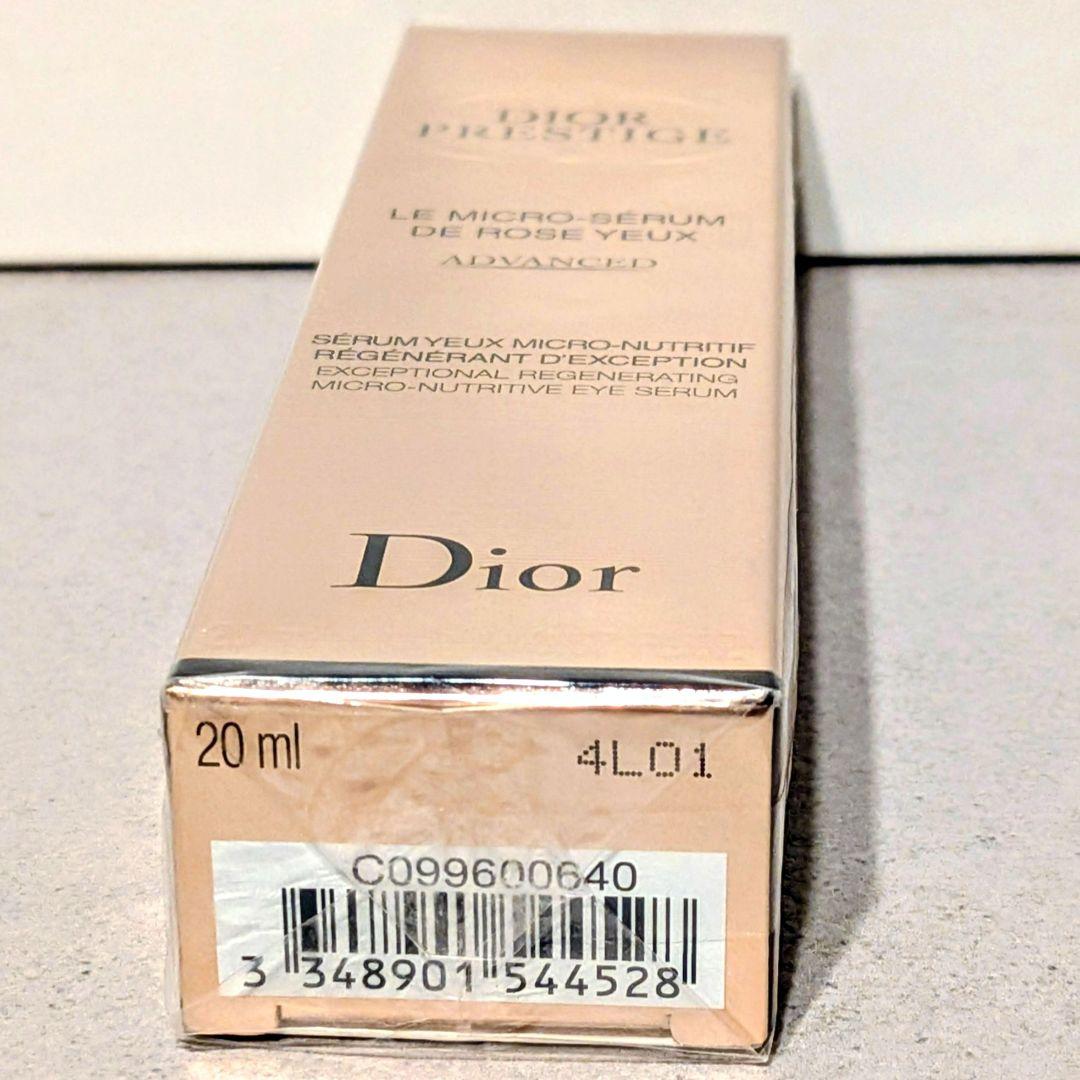 DIOR
PRESTIGE
LE MICRO-SÉRUM
DE ROSE YEUX
ADVANCED
SÉRUM YEUX MICRO-NUTRITIF
RÉGÉNÉRANT D'EXCEPTION
EXCEPTIONAL REGENERATING
MICRO-NUTRITIVE EYE SERUM
Dior
20 ml
4L01
C099600640
3 348901 544528